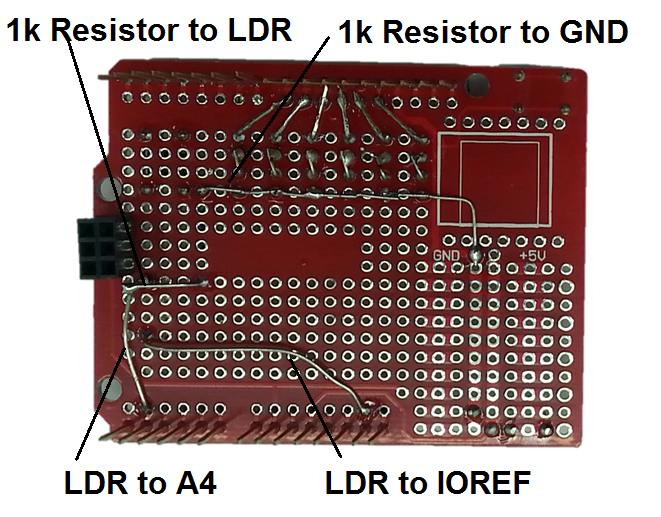 1k Resistor to LDR
1k Resistor to GND
GND
+5V
LDR to A4
LDR to IOREF